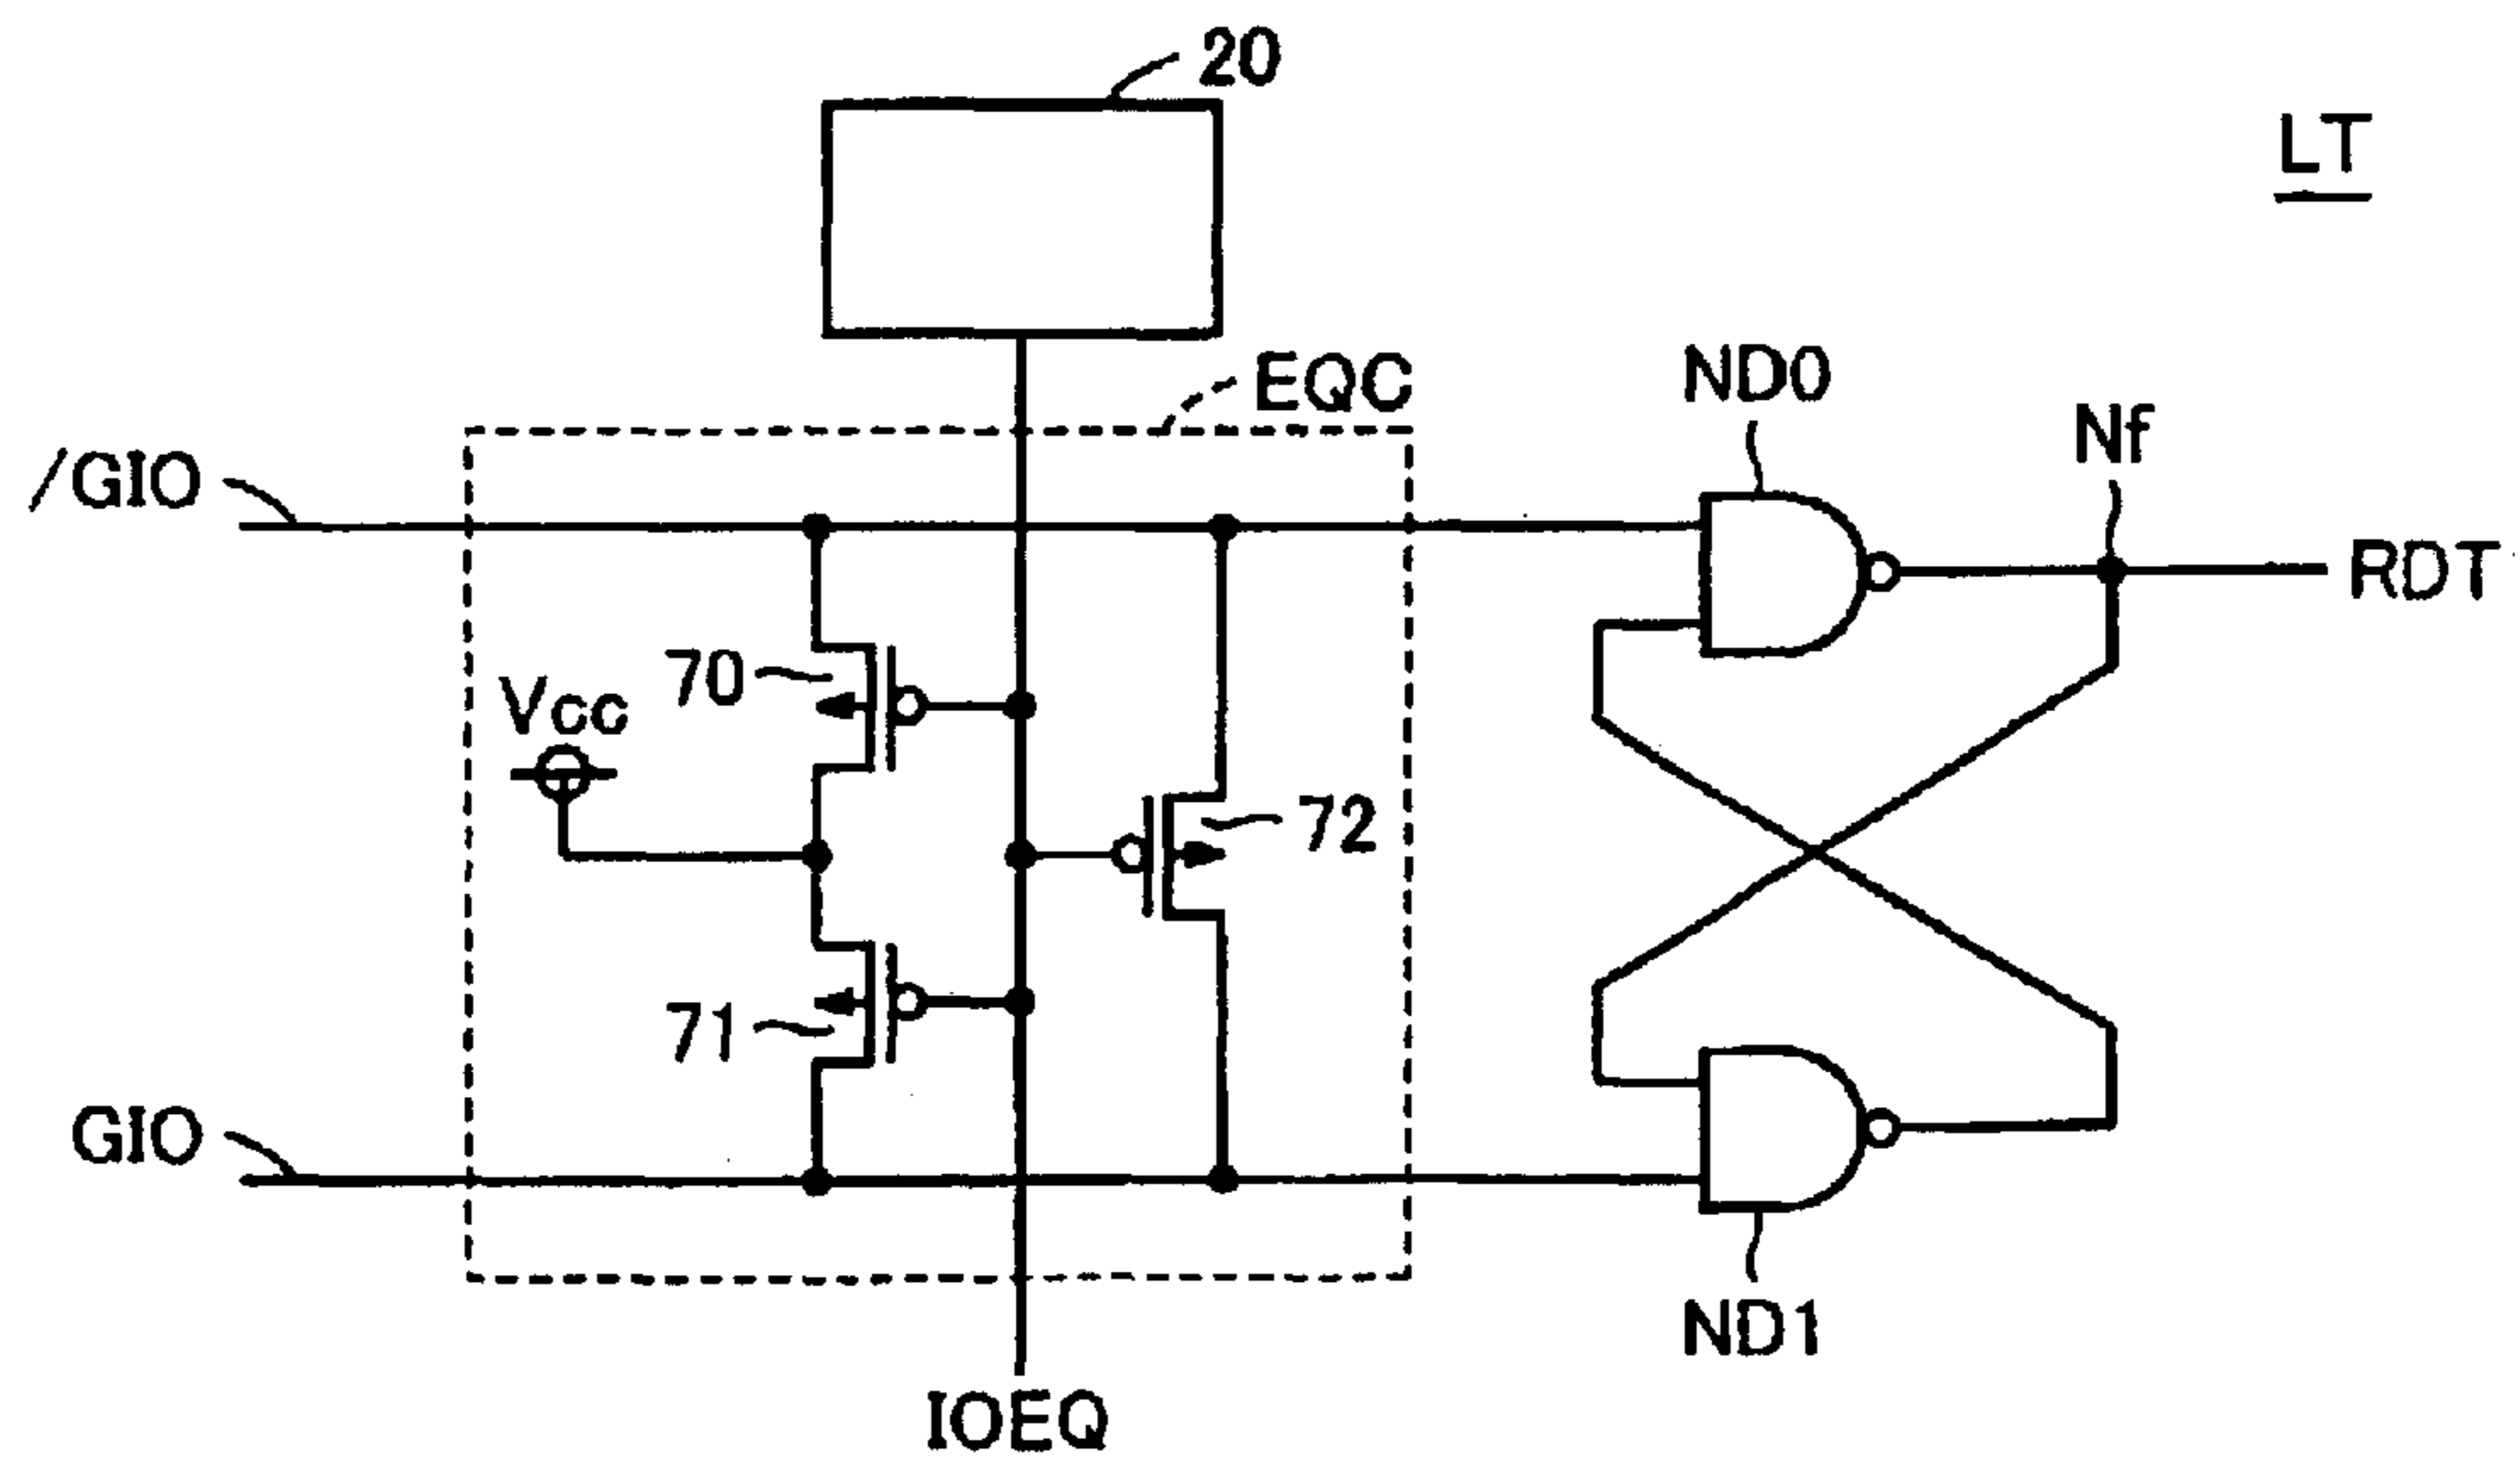 20
LT
EQC
ND0
Nf
/GIO
RDT
70
Vcc
72
71
GIO
ND1
IOEQ